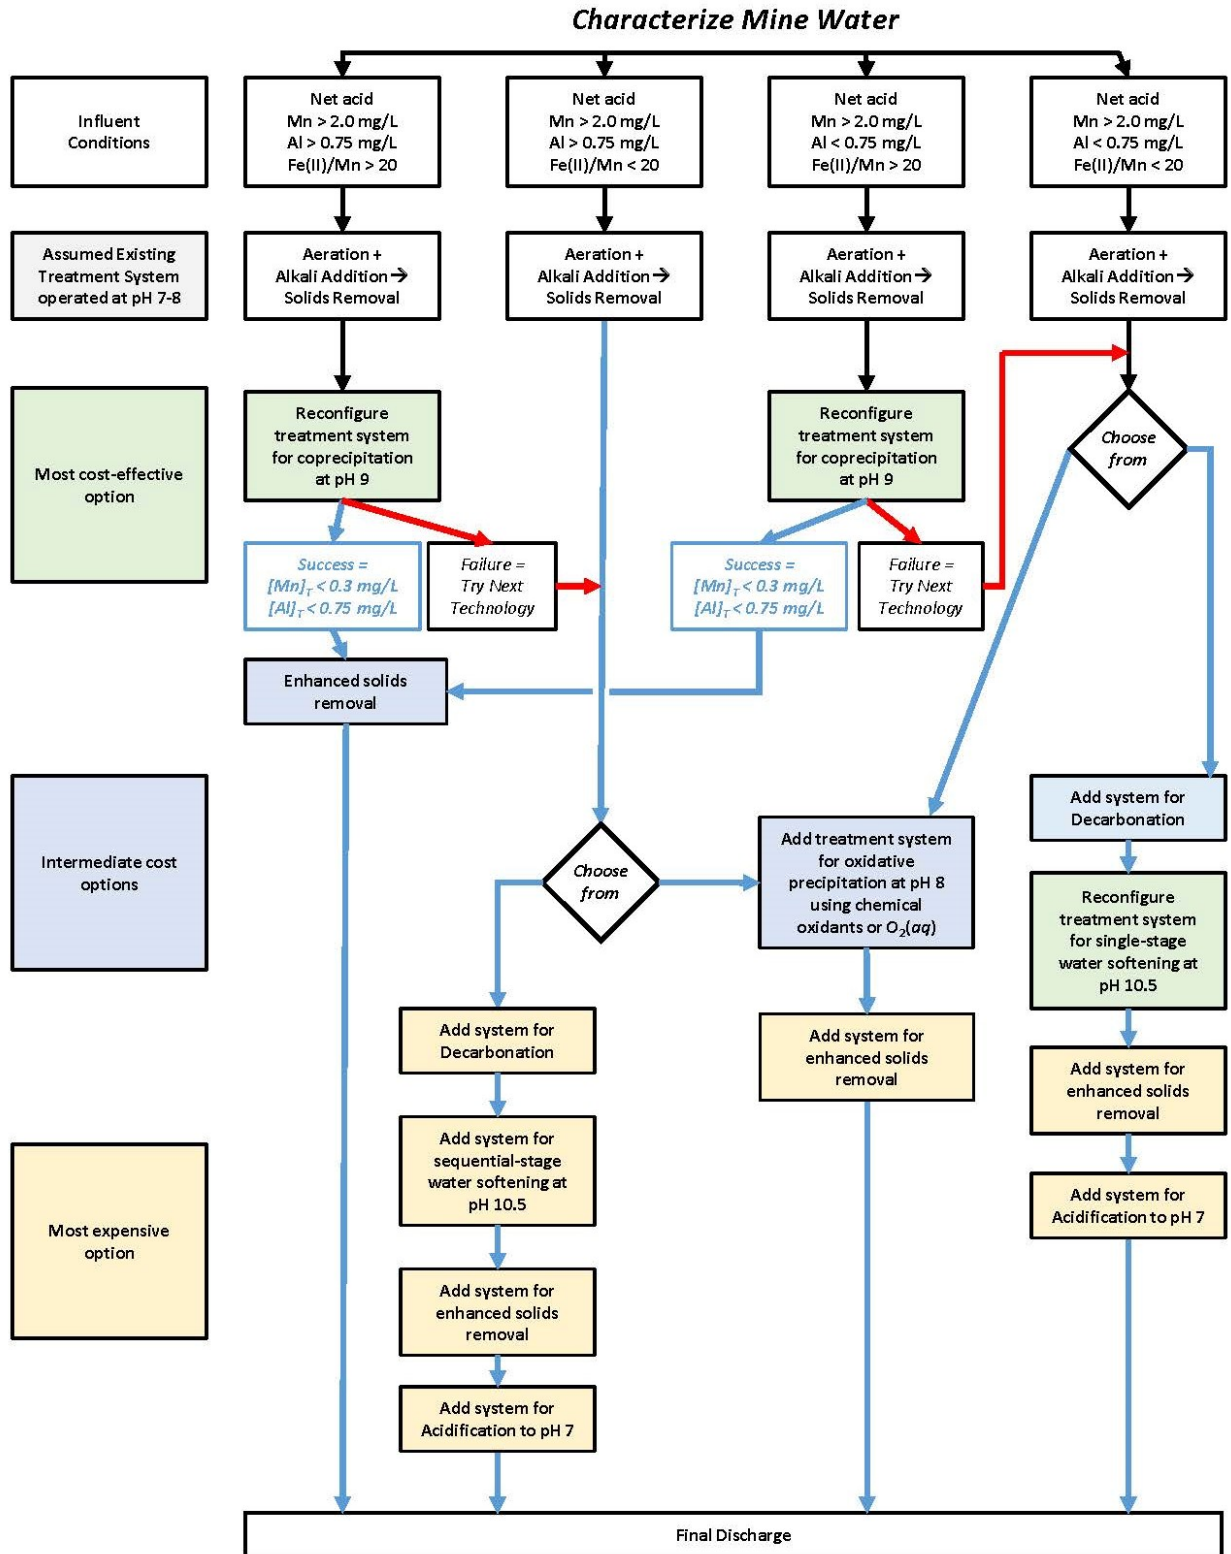 Characterize Mine Water
Influent
Conditions
Net acid
Mn > 2.0 mg/L
Al > 0.75 mg/L
Fe(II)/Mn > 20
Net acid
Mn > 2.0 mg/L
Al > 0.75 mg/L
Fe(II)/Mn < 20
Net acid
Mn > 2.0 mg/L
Al < 0.75 mg/L
Fe(II)/Mn > 20
Net acid
Mn > 2.0 mg/L
Al < 0.75 mg/L
Fe(II)/Mn < 20
Assumed Existing
Treatment System
operated at pH 7-8
Aeration +
Alkali Addition →
Solids Removal
Aeration +
Alkali Addition →
Solids Removal
Aeration +
Alkali Addition →
Solids Removal
Aeration +
Alkali Addition →
Solids Removal
Most cost-effective
option
Reconfigure
treatment system
for coprecipitation
at pH 9
Reconfigure
treatment system
for coprecipitation
at pH 9
Choose
from
Success =
[Mn]T < 0.3 mg/L
[Al]T < 0.75 mg/L
Failure =
Try Next
Technology
Success =
[Mn]T < 0.3 mg/L
[Al]T < 0.75 mg/L
Failure =
Try Next
Technology
Enhanced solids
removal
Intermediate cost
options
Choose
from
Add treatment system
for oxidative
precipitation at pH 8
using chemical
oxidants or O2(aq)
Add system for
Decarbonation
Reconfigure
treatment system
for single-stage
water softening at
pH 10.5
Add system for
Decarbonation
Add system for
enhanced solids
removal
Add system for
enhanced solids
removal
Most expensive
option
Add system for
sequential-stage
water softening at
pH 10.5
Add system for
Acidification to pH 7
Add system for
enhanced solids
removal
Add system for
Acidification to pH 7
Final Discharge